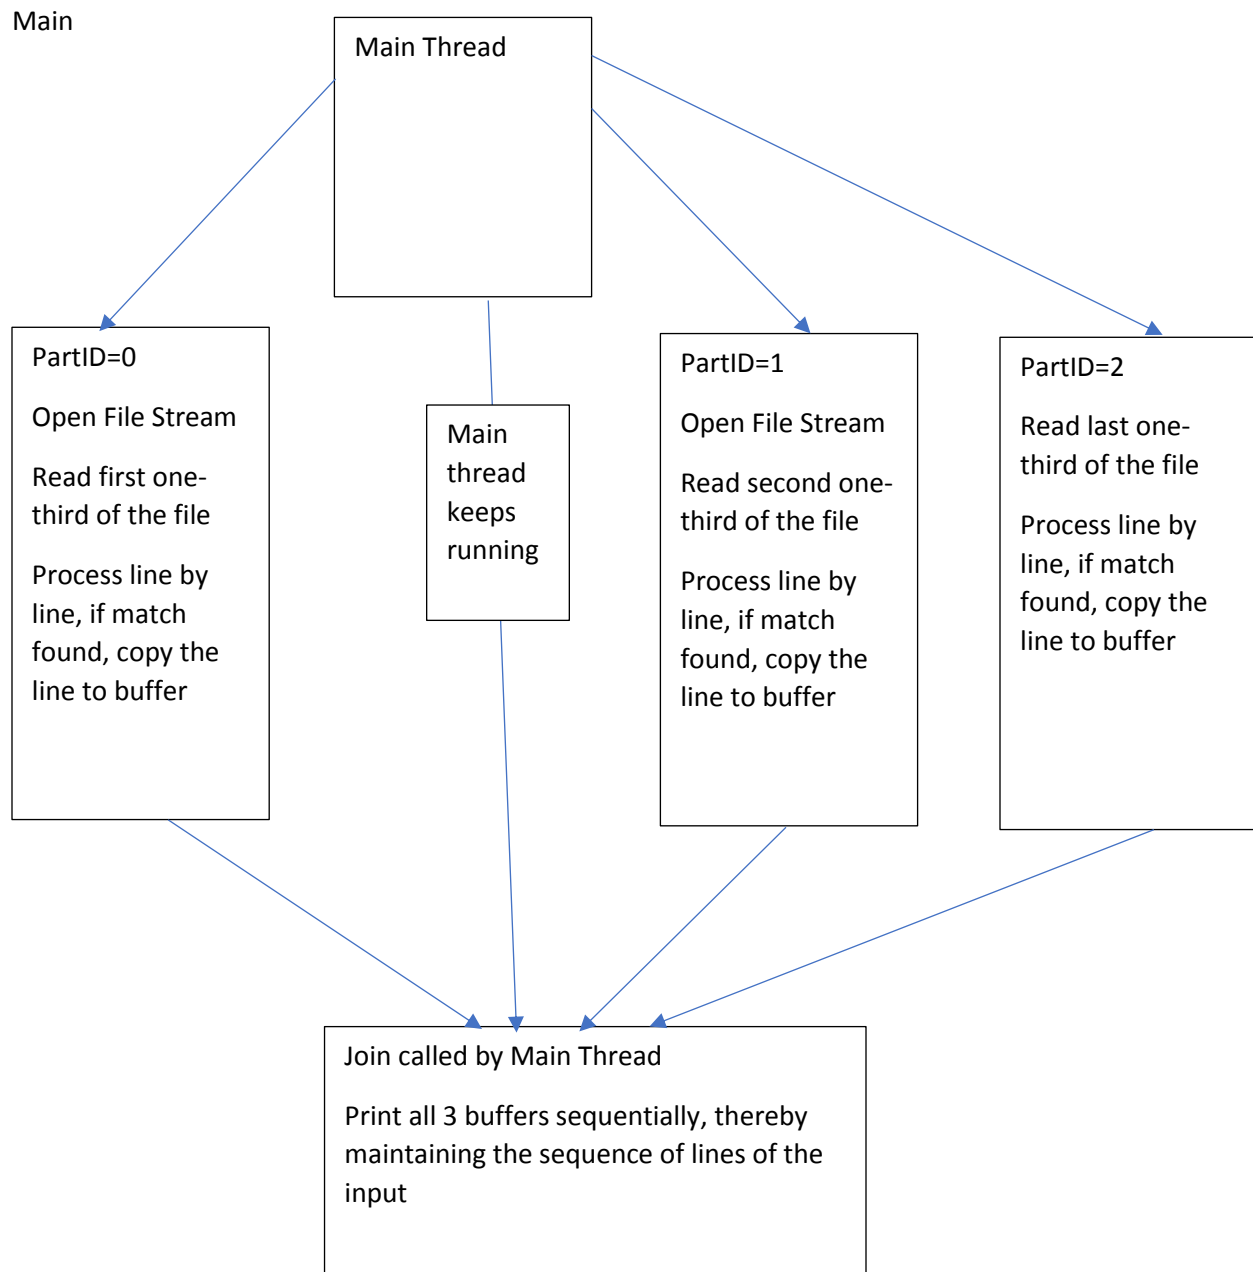 Main
Main Thread
PartID=0
Open File Stream
Read first one-
third of the file
Process line by
line, if match
found, copy the
line to buffer
Main
thread
keeps
running
PartID=1
Open File Stream
Read second one-
third of the file
Process line by
line, if match
found, copy the
line to buffer
PartID=2
Read last one-
third of the file
Process line by
line, if match
found, copy the
line to buffer
Join called by Main Thread
Print all 3 buffers sequentially, thereby
maintaining the sequence of lines of the
input